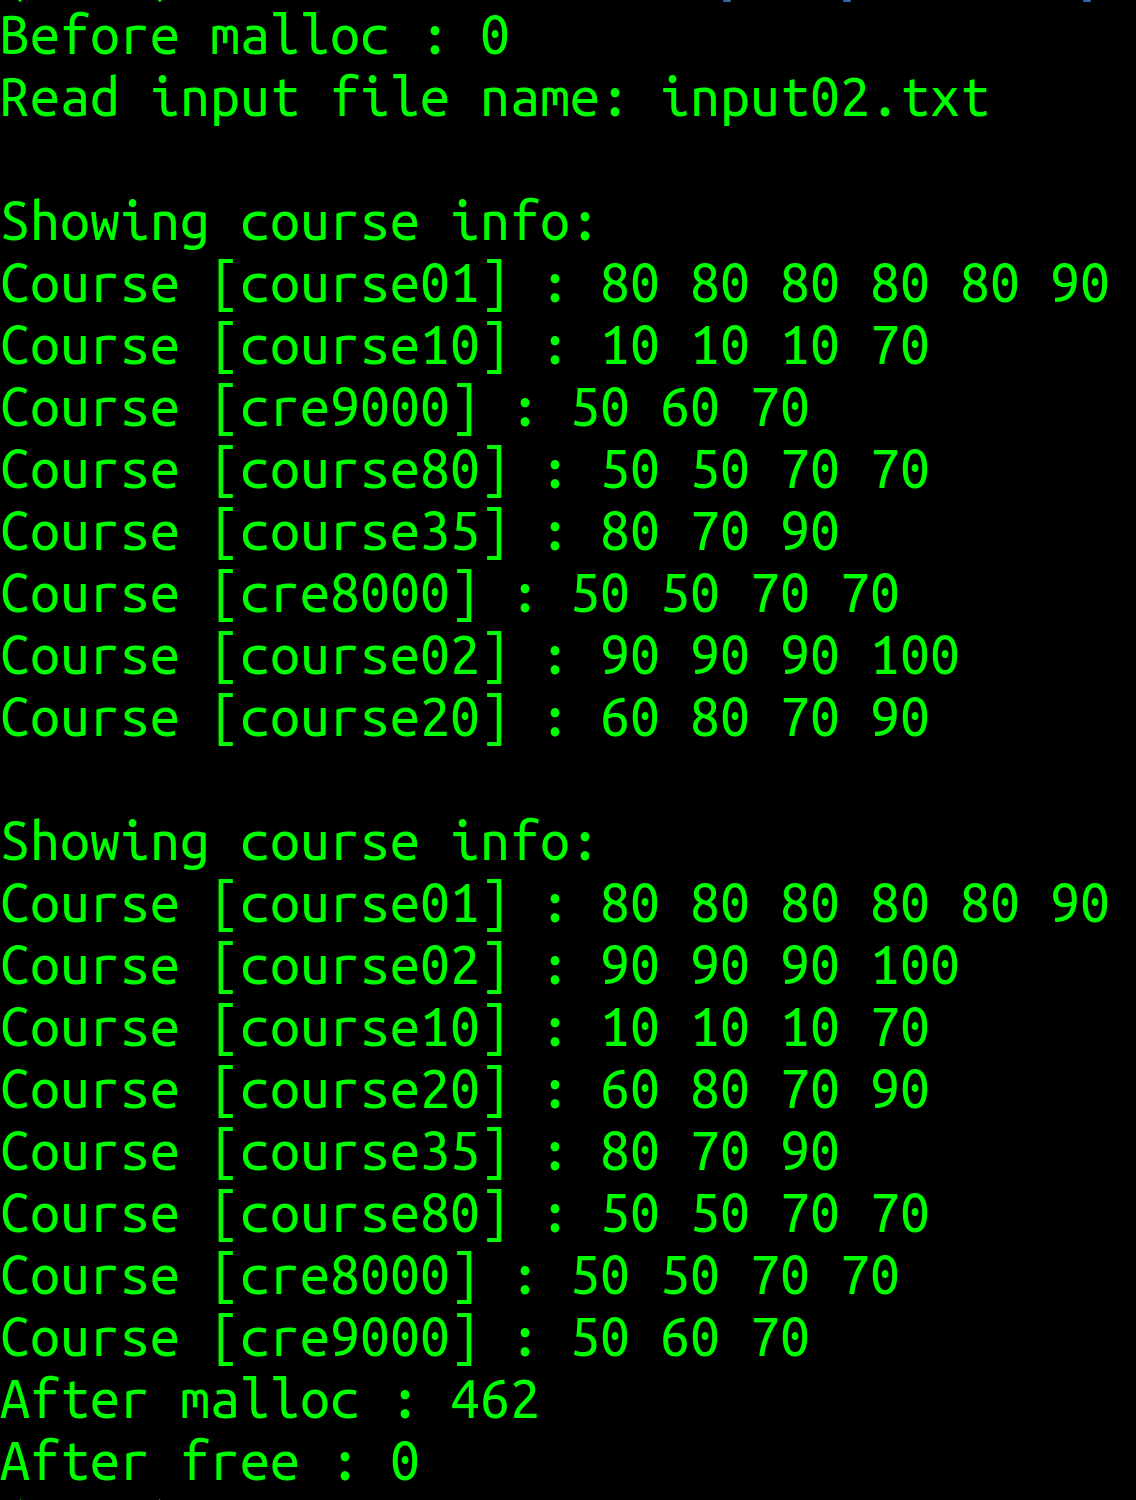 Before malloc : 0
Read input file name: input02.txt
Showing course info:
Course [course01] : 80 80 80 80 80 90
Course [course10] : 10 10 10 70
Course [cre9000] : 50 60 70
Course [course80] : 50 50 70 70
Course [course35] : 80 70 90
Course [cre8000] : 50 50 70 70
Course [course02] : 90 90 90 100
Course [course20] : 60 80 70 90
Showing course info:
Course [course01] : 80 80 80 80 80 90
Course [course02] : 90 90 90 100
Course [course10] : 10 10 10 70
Course [course20] : 60 80 70 90
Course [course35] : 80 70 90
Course [course80] : 50 50 70 70
Course [cre8000] : 50 50 70 70
Course [cre9000] : 50 60 70
After malloc : 462
After free : 0